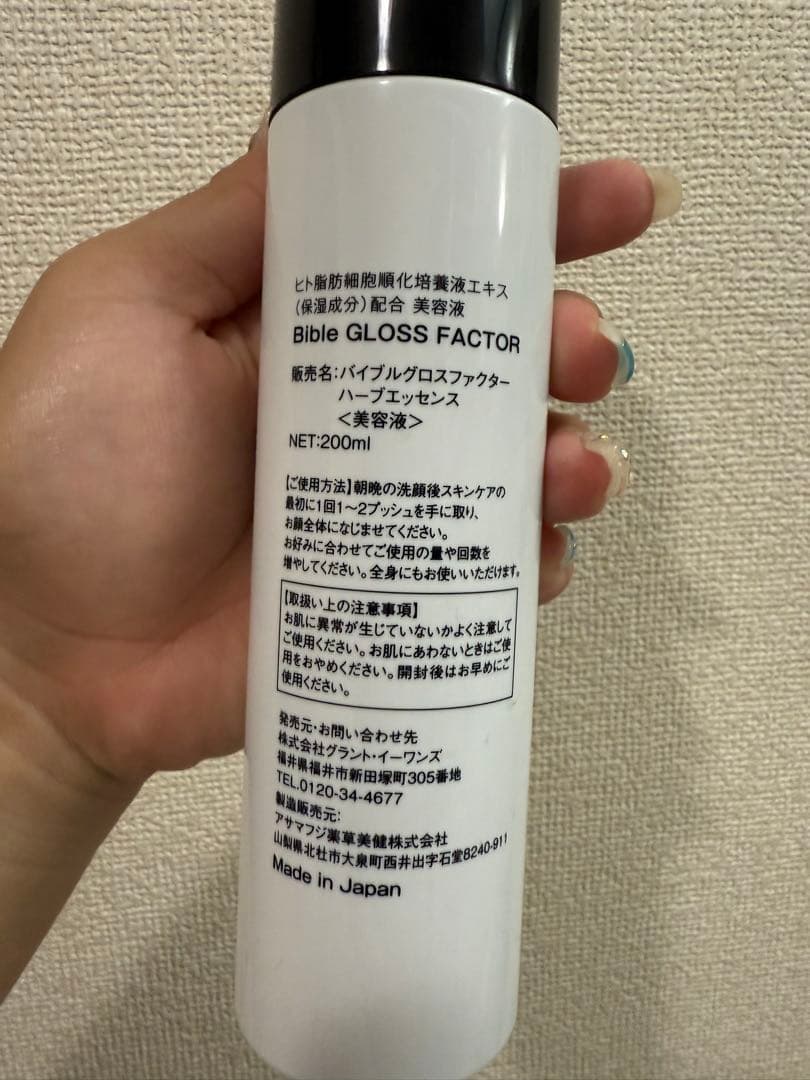 ヒト脂肪細胞順化培養液エキス
(保湿成分)配合 美容液
Bible GLOSS FACTOR
販売名:バイブルグロスファクター
ハーブエッセンス
<美容液>
NET:200ml
【ご使用方法】朝晩の洗顔後スキンケアの
最初に1回1〜2プッシュを手に取り、
お顔全体になじませてください。
お好みに合わせてご使用の量や回数を
増やしてください。全身にもお使いいただけます。
【取扱い上の注意事項】
お肌に異常が生じていないかよく注意して
ご使用ください。お肌にあわないときはご使
用をおやめください。開封後はお早めにご
使用ください。
発売元・お問い合わせ先
株式会社グラント・イーワンズ
福井県福井市新田塚町305番地
TEL.0120-34-4677
製造販売元:
アサマフジ薬草美健株式会社
山梨県北杜市大泉町西井出字石堂8240-911
Made in Japan